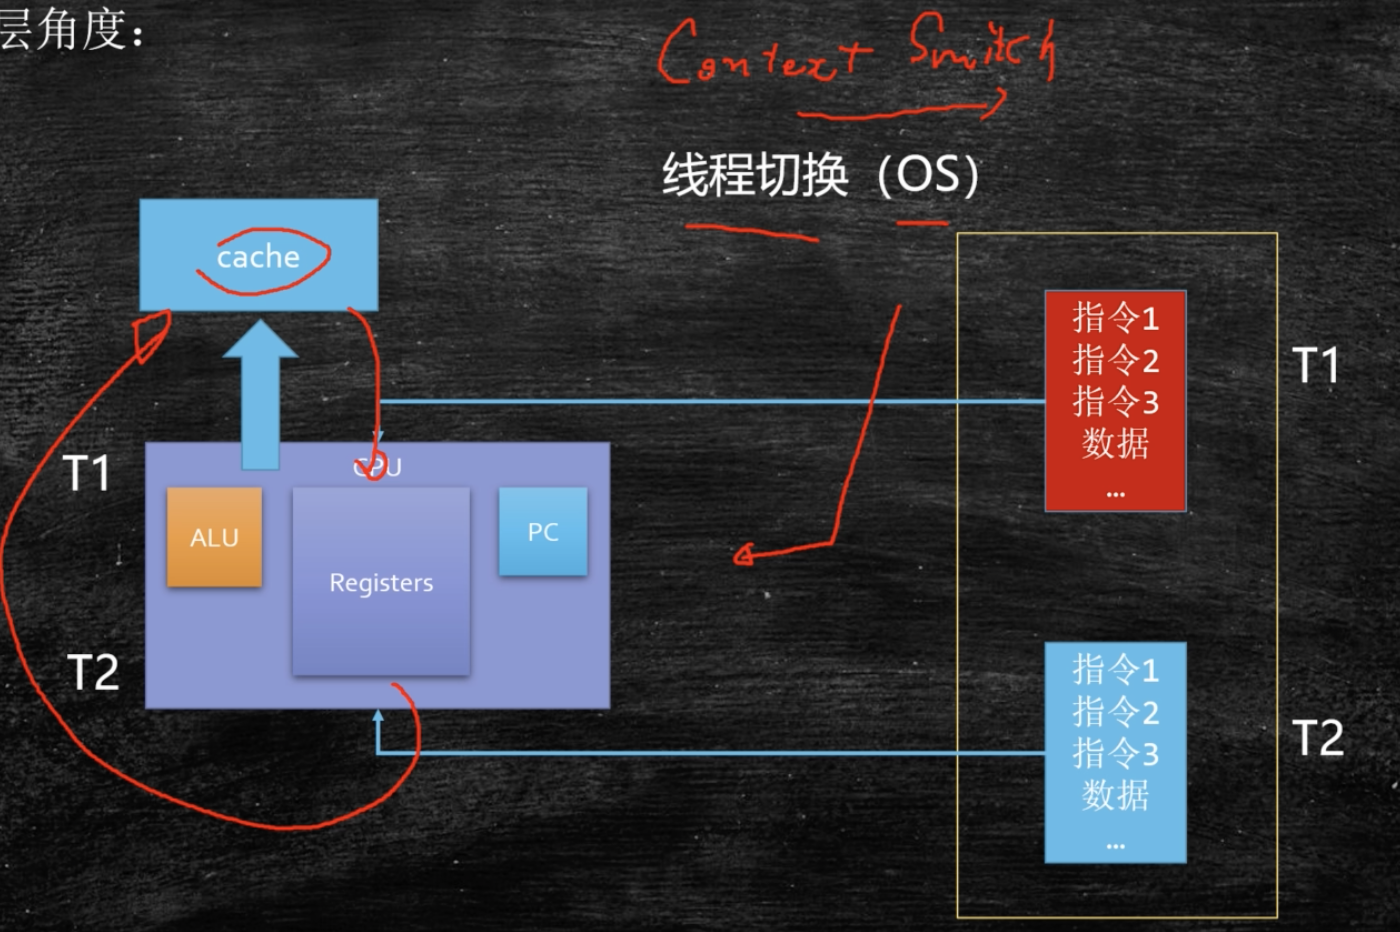 层角度：
Context Switch
线程切换（OS）
cache
指令1
指令2
指令3
数据
...
T1
T1
CPU
ALU
Registers
PC
T2
指令1
指令2
指令3
数据
...
T2